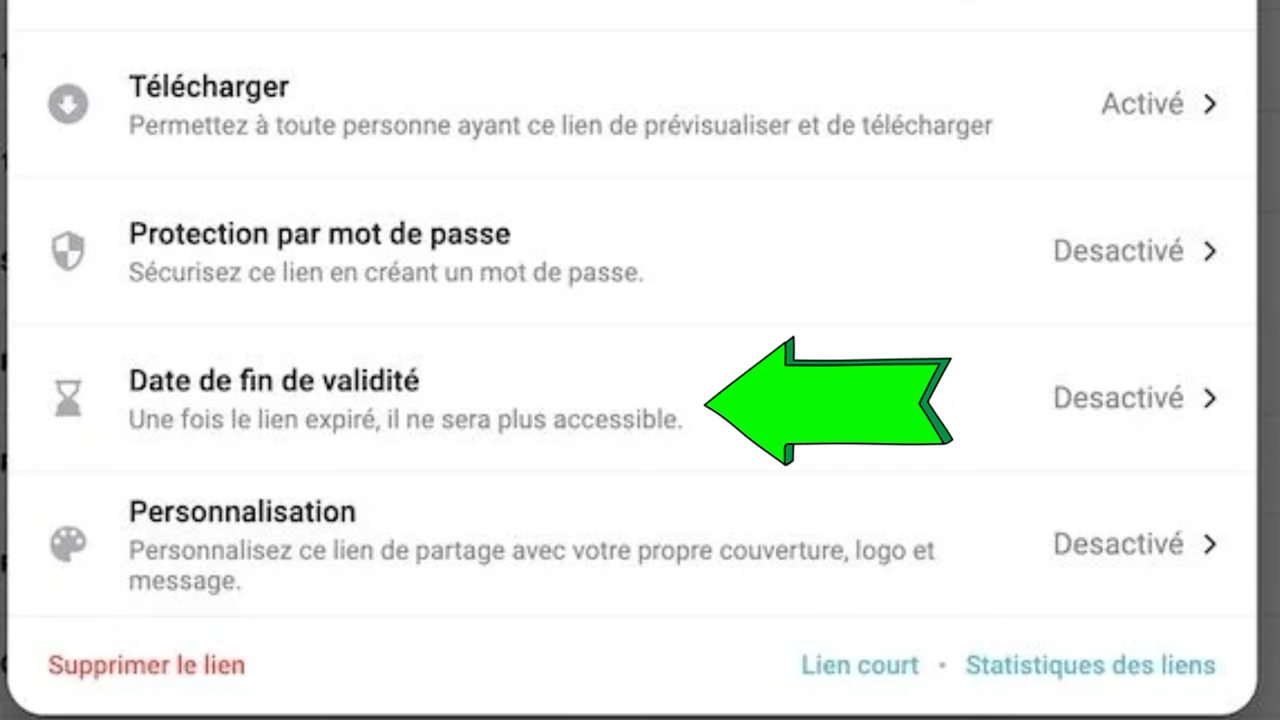 Télécharger
Permettez à toute personne ayant ce lien de prévisualiser et de télécharger
Activé
Protection par mot de passe
Sécurisez ce lien en créant un mot de passe.
Desactivé
Date de fin de validité
Une fois le lien expiré, il ne sera plus accessible.
Desactivé
Personnalisation
Personnalisez ce lien de partage avec votre propre couverture, logo et
message.
Desactivé
Supprimer le lien
Lien court • Statistiques des liens